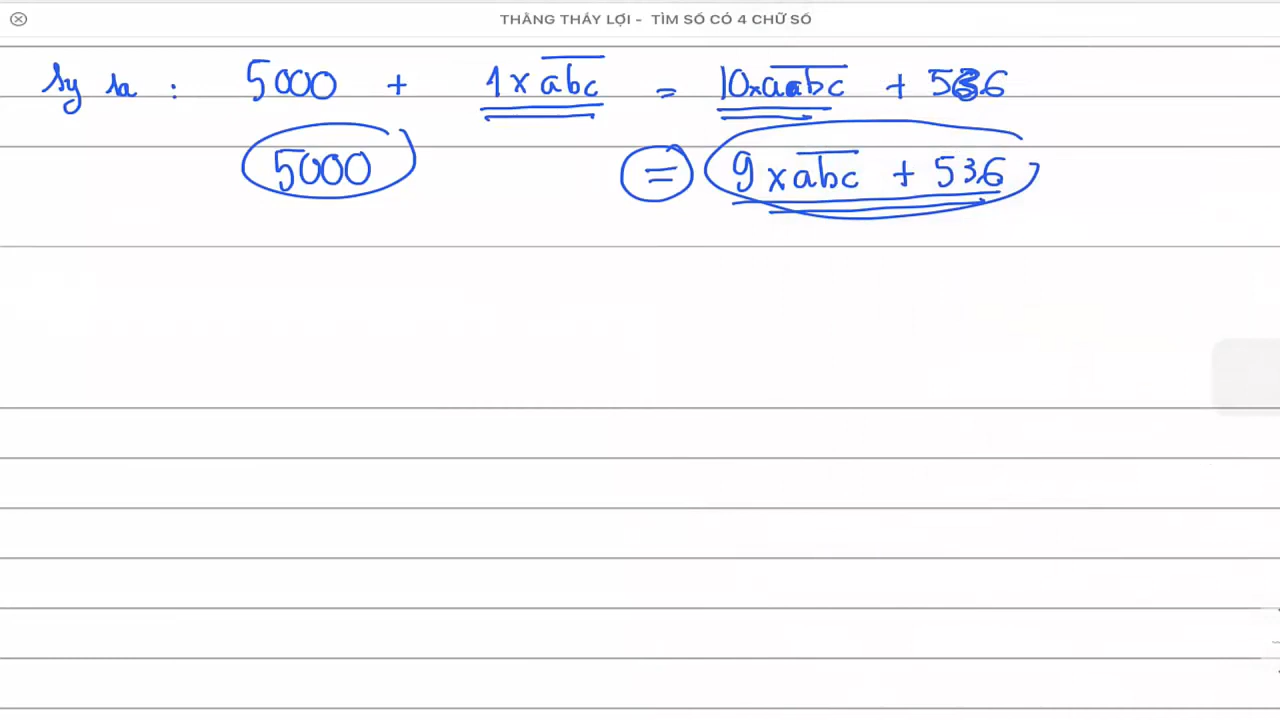 THẰNG THẦY LỢI - TÌM SỐ CÓ 4 CHỮ SỐ
Suy ra : 5000 + 1 x abc = 10 x abc + 536
5000 = 9 x abc + 536